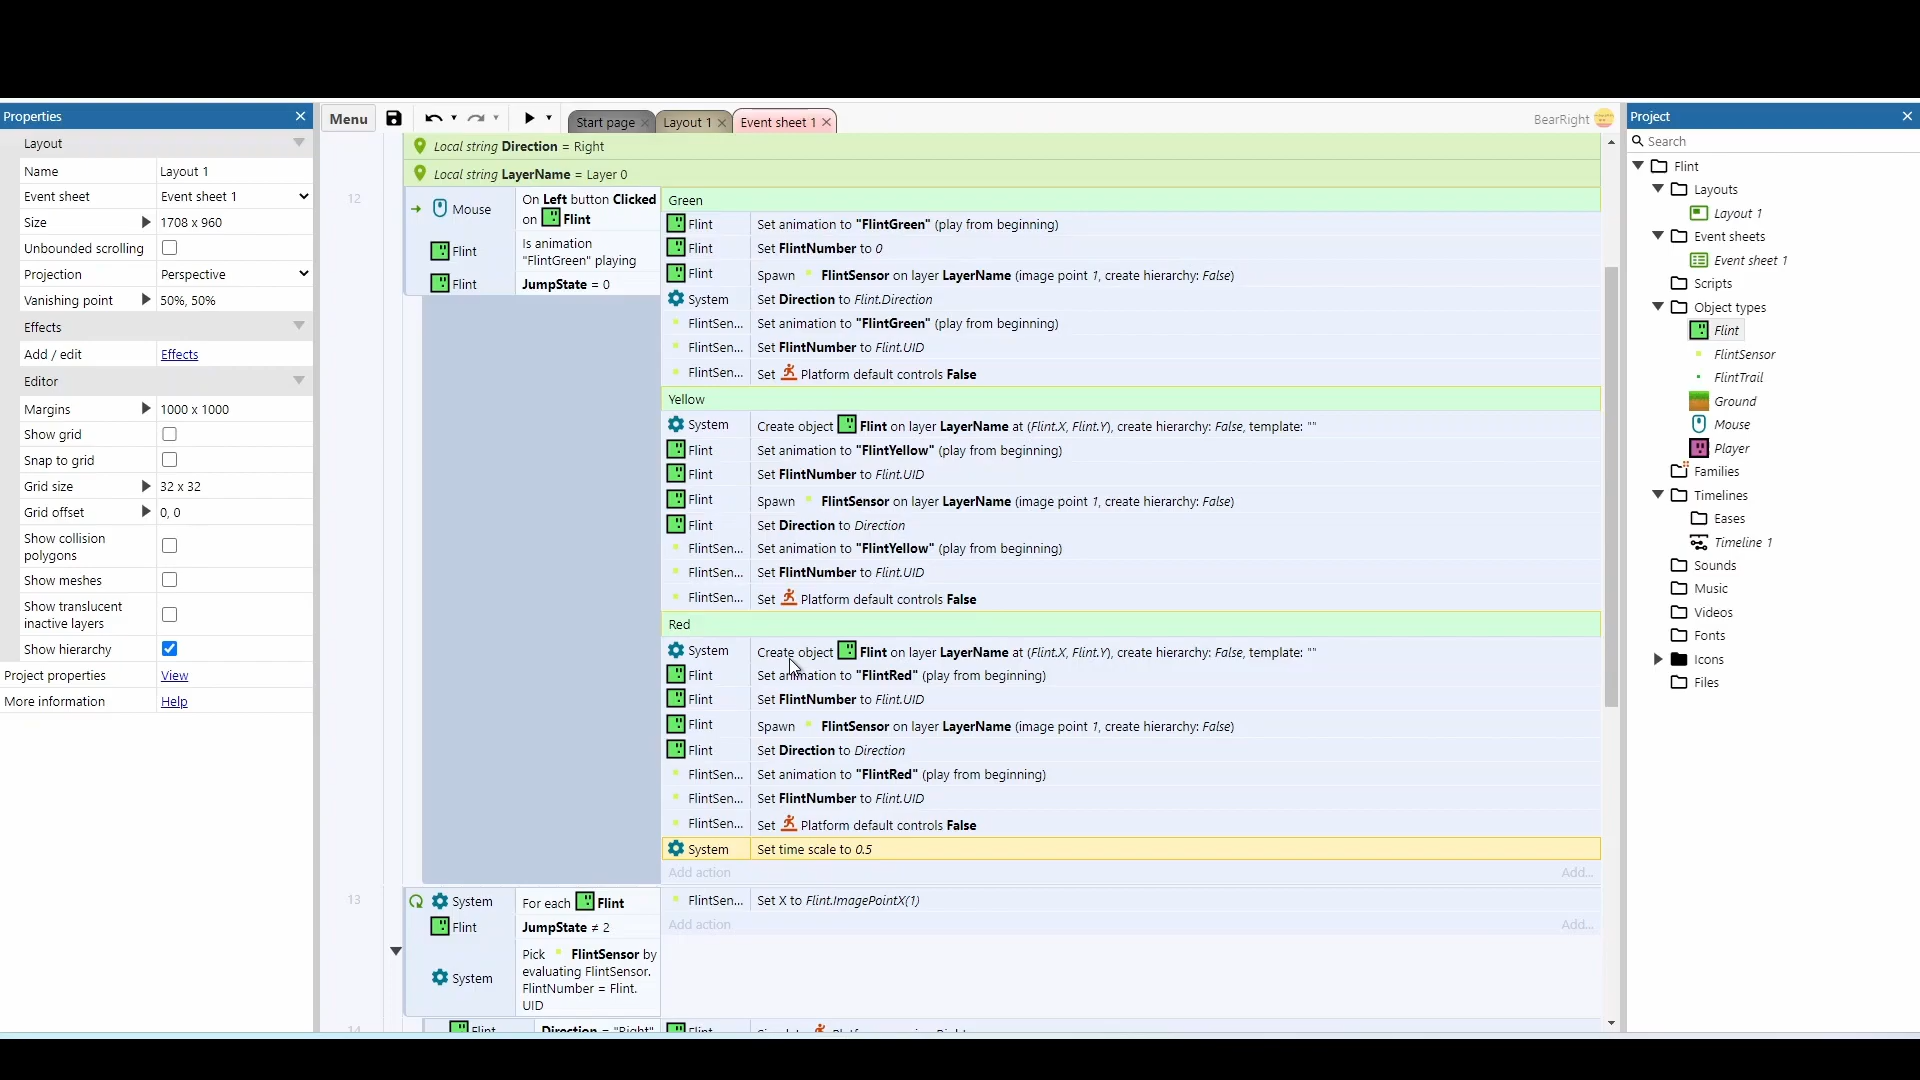 Properties
Layout
Name Layout 1
Event sheet Event sheet 1
Size 1708 x 960
Unbounded scrolling
Projection Perspective
Vanishing point 50%, 50%
Effects
Add / edit Effects
Editor
Margins 1000 x 1000
Show grid
Snap to grid
Grid size 32 x 32
Grid offset 0, 0
Show collision
polygons
Show meshes
Show translucent
inactive layers
Show hierarchy
Project properties View
More information Help
Menu
Start page
Layout 1
Event sheet 1
BearRight
Local string Direction = Right
Local string LayerName = Layer 0
12
Mouse
On Left button Clicked
on Flint
Flint
Is animation
"FlintGreen" playing
Flint
JumpState = 0
Green
Flint Set animation to "FlintGreen" (play from beginning)
Flint Set FlintNumber to 0
Flint Spawn FlintSensor on layer LayerName (image point 1, create hierarchy: False)
System Set Direction to Flint.Direction
FlintSen... Set animation to "FlintGreen" (play from beginning)
FlintSen... Set FlintNumber to Flint.UID
FlintSen... Set Platform default controls False
Yellow
System Create object Flint on layer LayerName at (Flint.X, Flint.Y), create hierarchy: False, template: ""
Flint Set animation to "FlintYellow" (play from beginning)
Flint Set FlintNumber to Flint.UID
Flint Spawn FlintSensor on layer LayerName (image point 1, create hierarchy: False)
Flint Set Direction to Direction
FlintSen... Set animation to "FlintYellow" (play from beginning)
FlintSen... Set FlintNumber to Flint.UID
FlintSen... Set Platform default controls False
Red
System Create object Flint on layer LayerName at (Flint.X, Flint.Y), create hierarchy: False, template: ""
Flint Set animation to "FlintRed" (play from beginning)
Flint Set FlintNumber to Flint.UID
Flint Spawn FlintSensor on layer LayerName (image point 1, create hierarchy: False)
Flint Set Direction to Direction
FlintSen... Set animation to "FlintRed" (play from beginning)
FlintSen... Set FlintNumber to Flint.UID
FlintSen... Set Platform default controls False
System Set time scale to 0.5
Add action Add...
13
System For each Flint
Flint JumpState ≠ 2
System
Pick FlintSensor by
evaluating FlintSensor.
FlintNumber = Flint.
UID
FlintSen... Set X to Flint.ImagePointX(1)
Add action Add...
14
Flint Direction = "Right"
Flint
Project
Search
Flint
Layouts
Layout 1
Event sheets
Event sheet 1
Scripts
Object types
Flint
FlintSensor
FlintTrail
Ground
Mouse
Player
Families
Timelines
Eases
Timeline 1
Sounds
Music
Videos
Fonts
Icons
Files